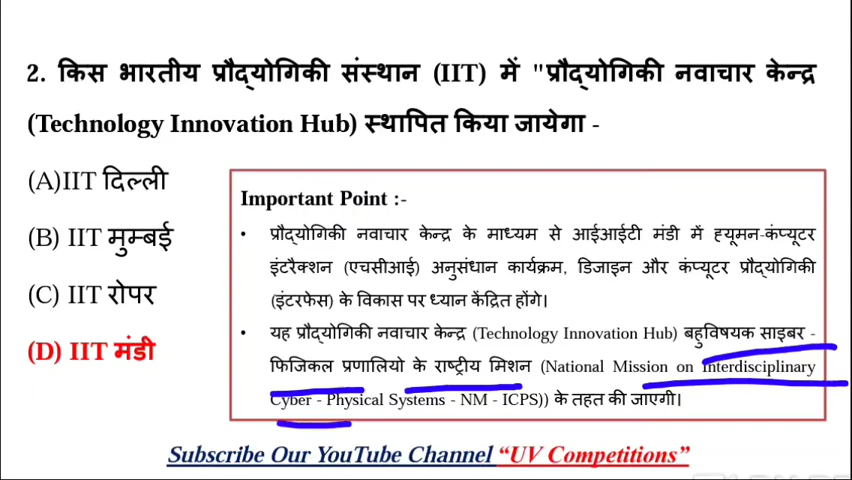 2. किस भारतीय प्रौद्योगिकी संस्थान (IIT) में "प्रौद्योगिकी नवाचार केन्द्र
(Technology Innovation Hub) स्थापित किया जायेगा -
(A)IIT दिल्ली
(B) IIT मुम्बई
(C) IIT रोपर
(D) IIT मंडी
Important Point :-
• प्रौद्योगिकी नवाचार केन्द्र के माध्यम से आईआईटी मंडी में ह्यूमन-कंप्यूटर
इंटरैक्शन (एचसीआई) अनुसंधान कार्यक्रम, डिजाइन और कंप्यूटर प्रौद्योगिकी
(इंटरफेस) के विकास पर ध्यान केंद्रित होंगे।
• यह प्रौद्योगिकी नवाचार केन्द्र (Technology Innovation Hub) बहुविषयक साइबर -
फिजिकल प्रणालियो के राष्ट्रीय मिशन (National Mission on Interdisciplinary
Cyber - Physical Systems - NM - ICPS)) के तहत की जाएगी।
Subscribe Our YouTube Channel “UV Competitions”